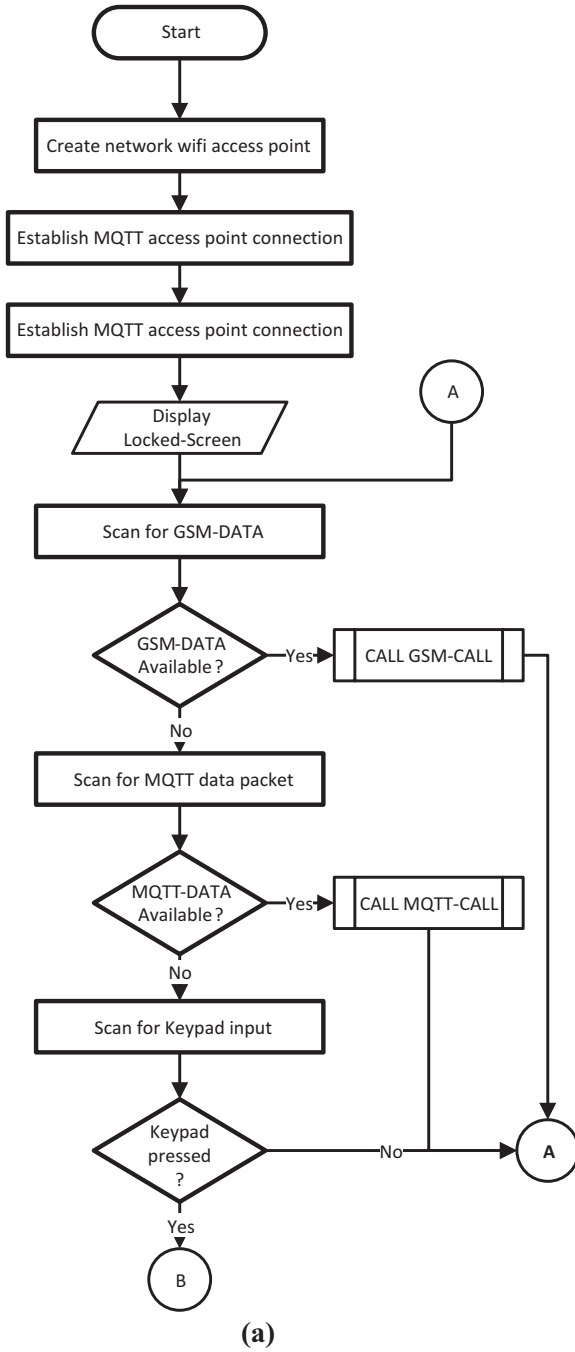 Start
Create network wifi access point
Establish MQTT access point connection
Establish MQTT access point connection
A
Display
Locked-Screen
Scan for GSM-DATA
GSM-DATA
Available ?
Yes
CALL GSM-CALL
No
Scan for MQTT data packet
MQTT-DATA
Available ?
Yes
CALL MQTT-CALL
No
Scan for Keypad input
Keypad
pressed
?
No
A
Yes
B
(a)